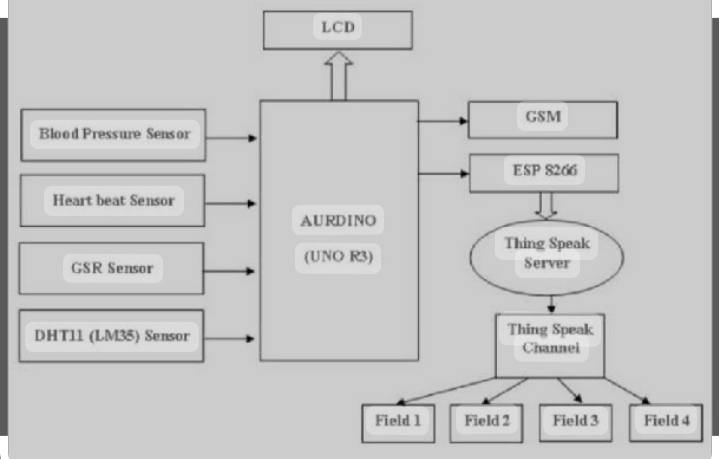 LCD
Blood Pressure Sensor
Heart beat Sensor
GSR Sensor
DHT11 (LM35) Sensor
AURDINO
(UNO R3)
GSM
ESP 8266
Thing Speak
Server
Thing Speak
Channel
Field 1
Field 2
Field 3
Field 4